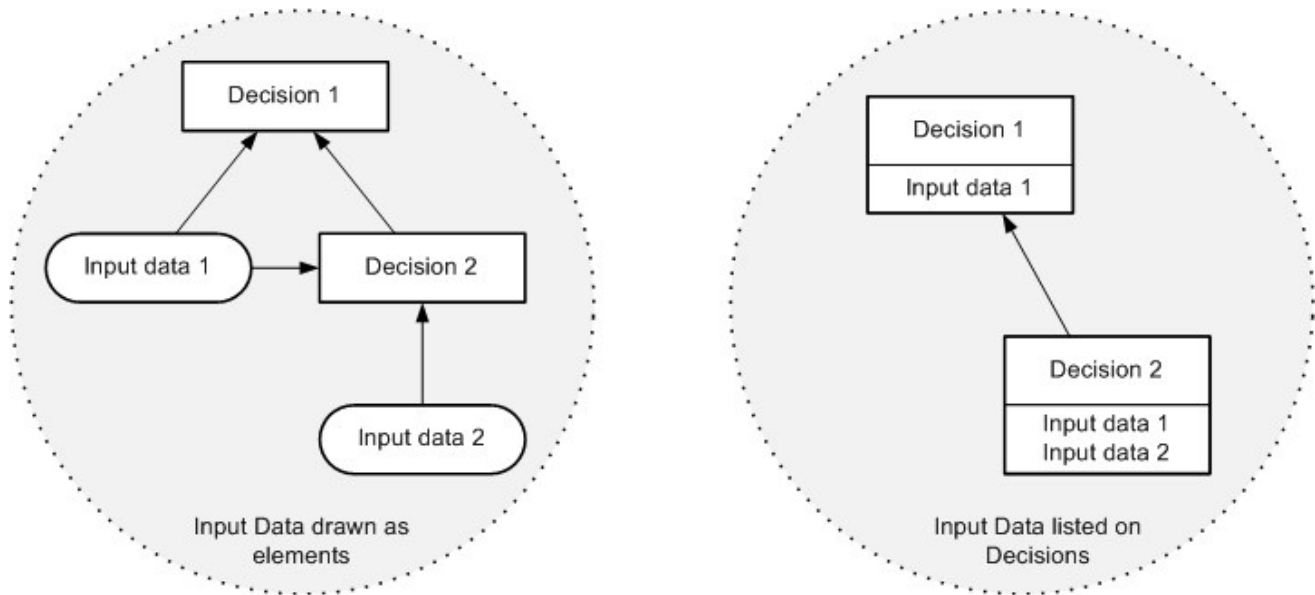 Decision 1
Input data 1
Decision 2
Input data 2
Input Data drawn as
elements
Decision 1
Input data 1
Decision 2
Input data 1
Input data 2
Input Data listed on
Decisions